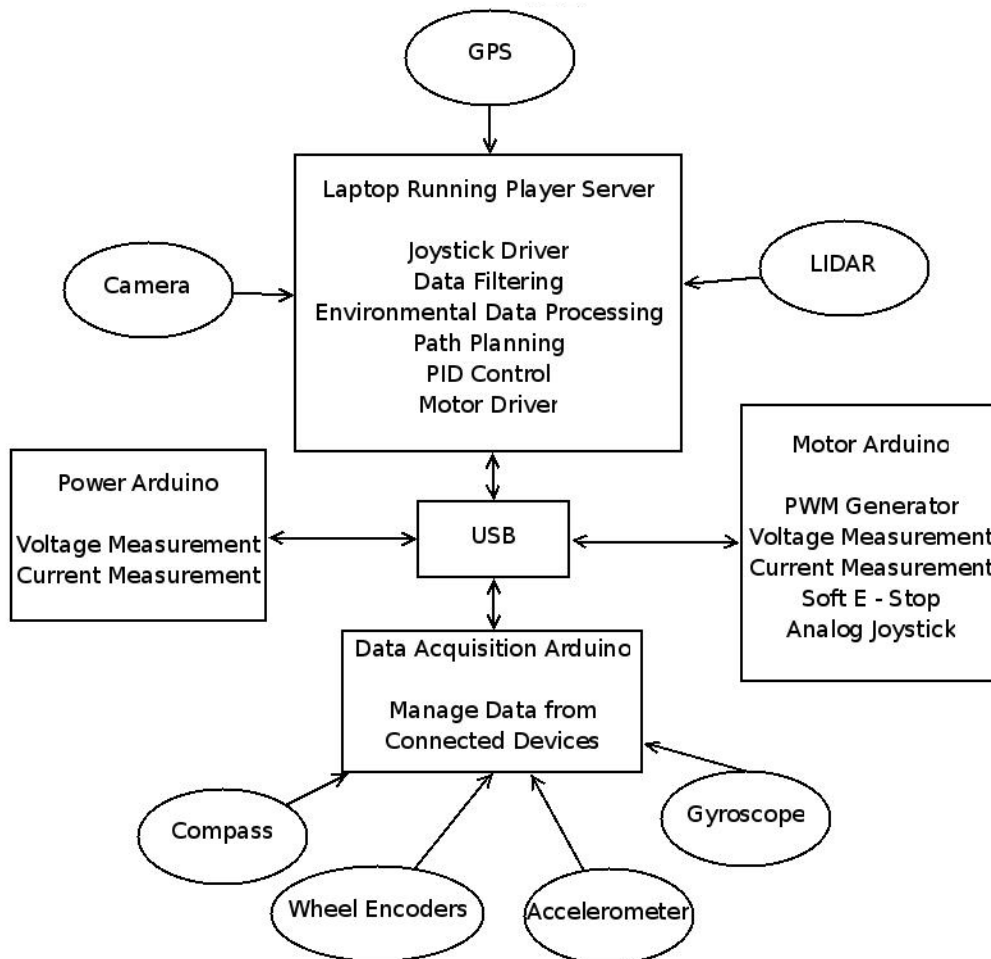 GPS
Laptop Running Player Server
Joystick Driver
Data Filtering
Environmental Data Processing
Path Planning
PID Control
Motor Driver
Camera
LIDAR
Power Arduino
Voltage Measurement
Current Measurement
USB
Motor Arduino
PWM Generator
Voltage Measurement
Current Measurement
Soft E - Stop
Analog Joystick
Data Acquisition Arduino
Manage Data from
Connected Devices
Compass
Wheel Encoders
Accelerometer
Gyroscope